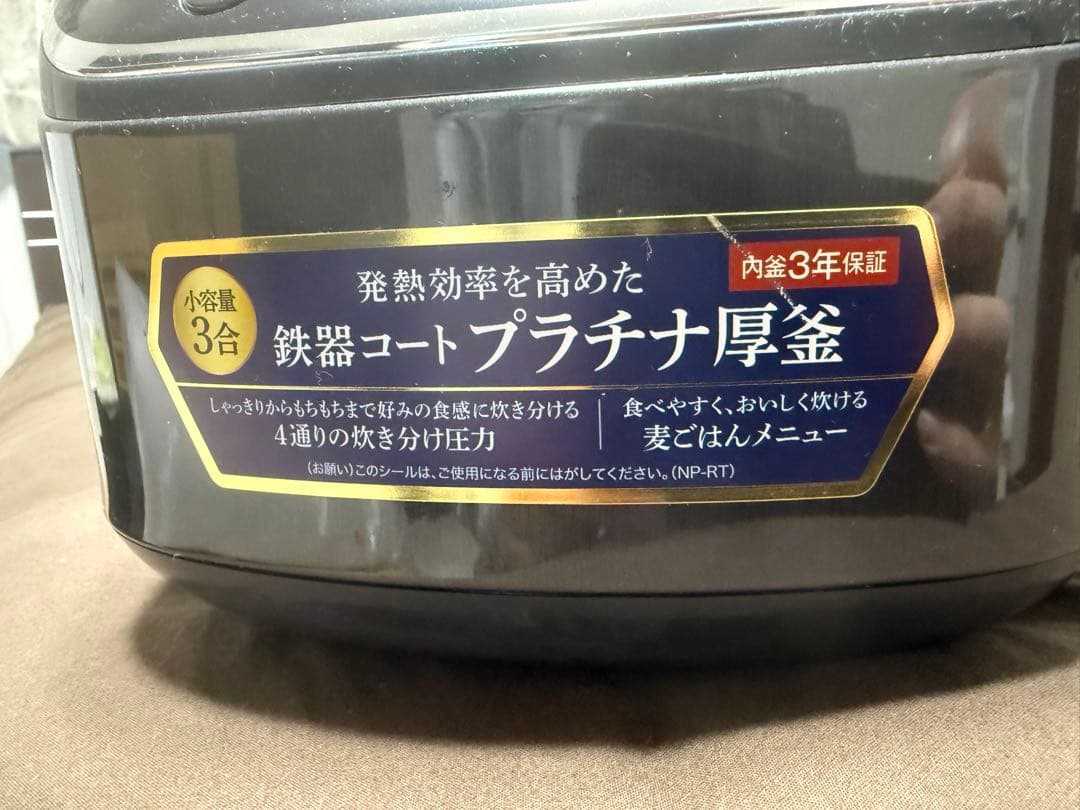 内釜3年保証
小容量
3合
発熱効率を高めた
鉄器コート プラチナ厚釜
しゃっきりからもちもちまで好みの食感に炊き分ける
4通りの炊き分け圧力
食べやすく、おいしく炊ける
麦ごはんメニュー
(お願い)このシールは、ご使用になる前にはがしてください。(NP-RT)